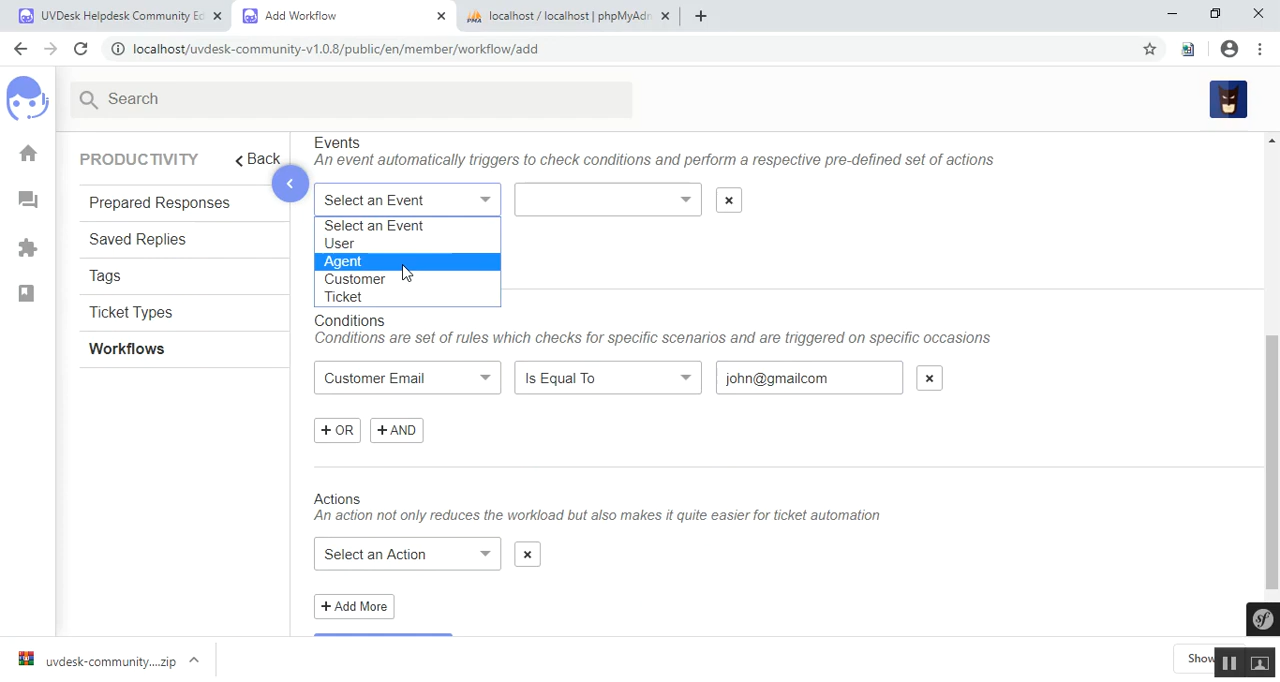 UVDesk Helpdesk Community Ed
Add Workflow
localhost / localhost | phpMyAdm
localhost/uvdesk-community-v1.0.8/public/en/member/workflow/add
Search
PRODUCTIVITY
Back
Prepared Responses
Saved Replies
Tags
Ticket Types
Workflows
Events
An event automatically triggers to check conditions and perform a respective pre-defined set of actions
Select an Event
Select an Event
User
Agent
Customer
Ticket
Conditions
Conditions are set of rules which checks for specific scenarios and are triggered on specific occasions
Customer Email
Is Equal To
john@gmailcom
+ OR
+ AND
Actions
An action not only reduces the workload but also makes it quite easier for ticket automation
Select an Action
+ Add More
uvdesk-community....zip
Show
sf